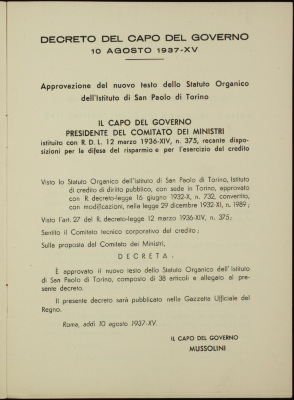 DECRETO DEL CAPO DEL GOVERNO
10 AGOSTO 1937-XV
Approvazione del nuovo testo dello Statuto Organico
dell'Istituto di San Paolo di Torino
IL CAPO DEL GOVERNO
PRESIDENTE DEL COMITATO DEI MINISTRI
istituito con R. D. L. 12 marzo 1936-XIV, n. 375, recante dispo-
sizioni per la difesa del risparmio e per l'esercizio del credito
Visto lo Statuto Organico dell'Istituto di San Paolo di Torino, Istituto
di credito di diritto pubblico, con sede in Torino, approvato
con R. decreto-legge 16 giugno 1932-X, n. 732, convertito,
con modificazioni, nella legge 29 dicembre 1932-XI, n. 1989;
Visto l'art. 27 del R. decreto-legge 12 marzo 1936-XIV, n. 375;
Sentito il Comitato tecnico corporativo del credito;
Sulla proposta del Comitato dei Ministri,
DECRETA.
È approvato il nuovo testo dello Statuto Organico dell'Istituto
di San Paolo di Torino, composto di 38 articoli e allegato al pre-
sente decreto.
Il presente decreto sarà pubblicato nella Gazzetta Ufficiale del
Regno.
Roma, addì 10 agosto 1937-XV.
IL CAPO DEL GOVERNO
MUSSOLINI